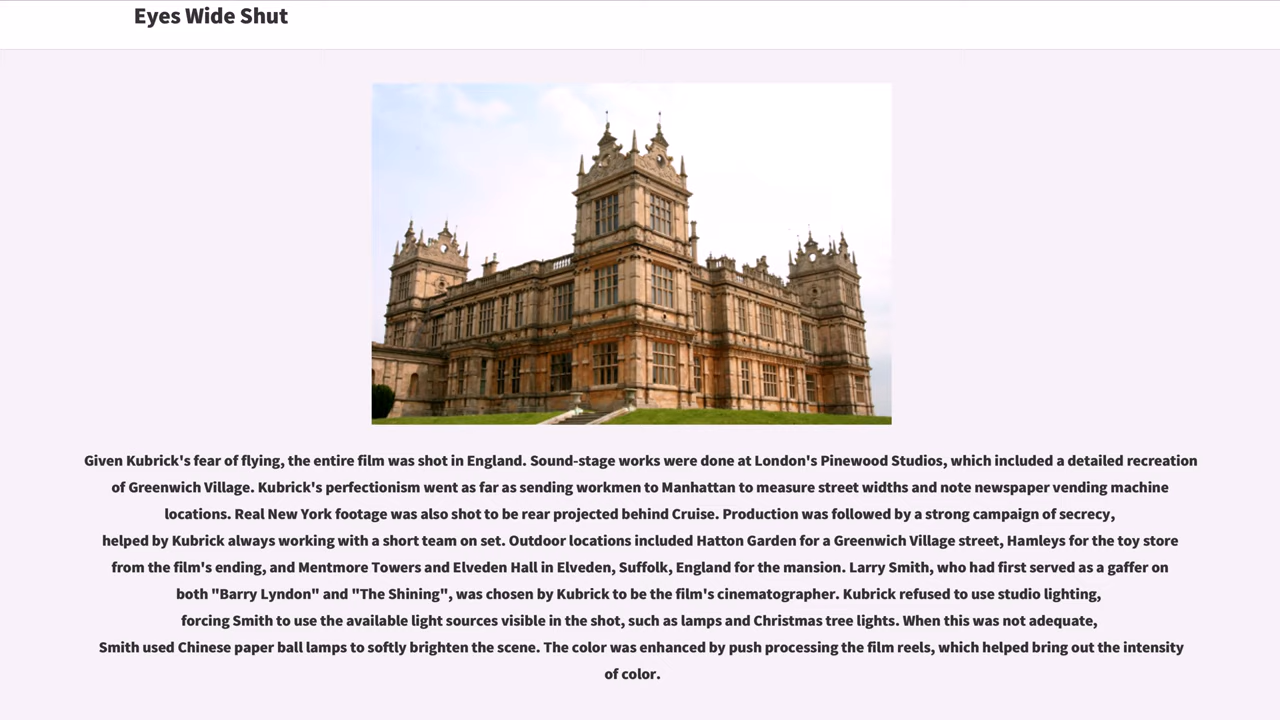 Eyes Wide Shut
Given Kubrick's fear of flying, the entire film was shot in England. Sound-stage works were done at London's Pinewood Studios, which included a detailed recreation
of Greenwich Village. Kubrick's perfectionism went as far as sending workmen to Manhattan to measure street widths and note newspaper vending machine
locations. Real New York footage was also shot to be rear projected behind Cruise. Production was followed by a strong campaign of secrecy,
helped by Kubrick always working with a short team on set. Outdoor locations included Hatton Garden for a Greenwich Village street, Hamleys for the toy store
from the film's ending, and Mentmore Towers and Elveden Hall in Elveden, Suffolk, England for the mansion. Larry Smith, who had first served as a gaffer on
both "Barry Lyndon" and "The Shining", was chosen by Kubrick to be the film's cinematographer. Kubrick refused to use studio lighting,
forcing Smith to use the available light sources visible in the shot, such as lamps and Christmas tree lights. When this was not adequate,
Smith used Chinese paper ball lamps to softly brighten the scene. The color was enhanced by push processing the film reels, which helped bring out the intensity
of color.